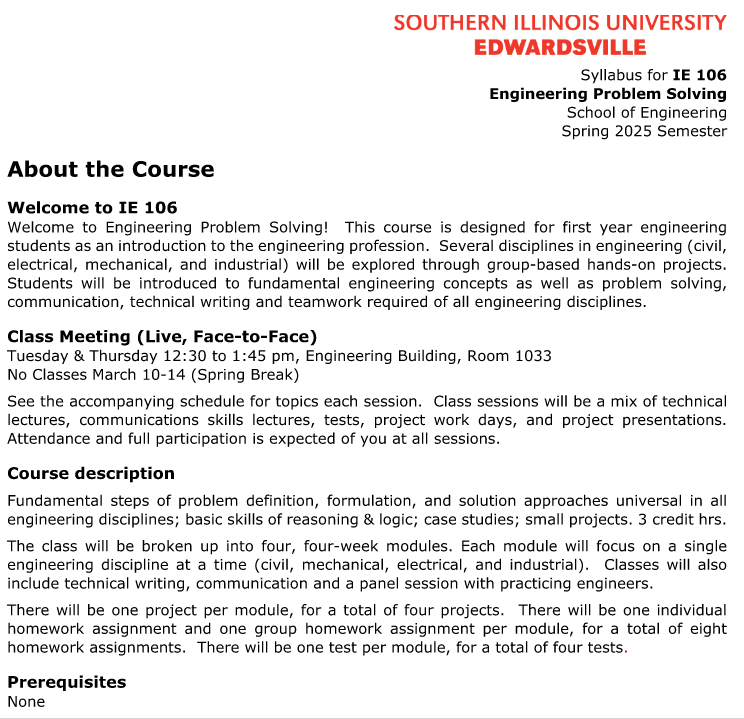 SOUTHERN ILLINOIS UNIVERSITY
EDWARDSVILLE
Syllabus for IE 106
Engineering Problem Solving
School of Engineering
Spring 2025 Semester
About the Course
Welcome to IE 106
Welcome to Engineering Problem Solving!  This course is designed for first year engineering
students as an introduction to the engineering profession.  Several disciplines in engineering (civil,
electrical, mechanical, and industrial) will be explored through group-based hands-on projects.
Students will be introduced to fundamental engineering concepts as well as problem solving,
communication, technical writing and teamwork required of all engineering disciplines.
Class Meeting (Live, Face-to-Face)
Tuesday & Thursday 12:30 to 1:45 pm, Engineering Building, Room 1033
No Classes March 10-14 (Spring Break)
See the accompanying schedule for topics each session.  Class sessions will be a mix of technical
lectures, communications skills lectures, tests, project work days, and project presentations.
Attendance and full participation is expected of you at all sessions.
Course description
Fundamental steps of problem definition, formulation, and solution approaches universal in all
engineering disciplines; basic skills of reasoning & logic; case studies; small projects. 3 credit hrs.
The class will be broken up into four, four-week modules. Each module will focus on a single
engineering discipline at a time (civil, mechanical, electrical, and industrial).  Classes will also
include technical writing, communication and a panel session with practicing engineers.
There will be one project per module, for a total of four projects.  There will be one individual
homework assignment and one group homework assignment per module, for a total of eight
homework assignments.  There will be one test per module, for a total of four tests.
Prerequisites
None